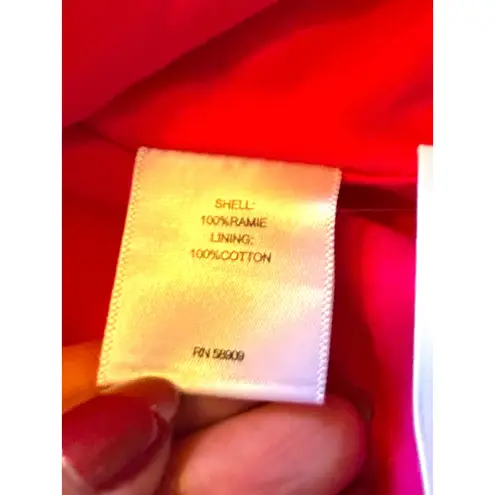 SHELL:
100%RAMIE
LINING:
100%COTTON
RN 58909